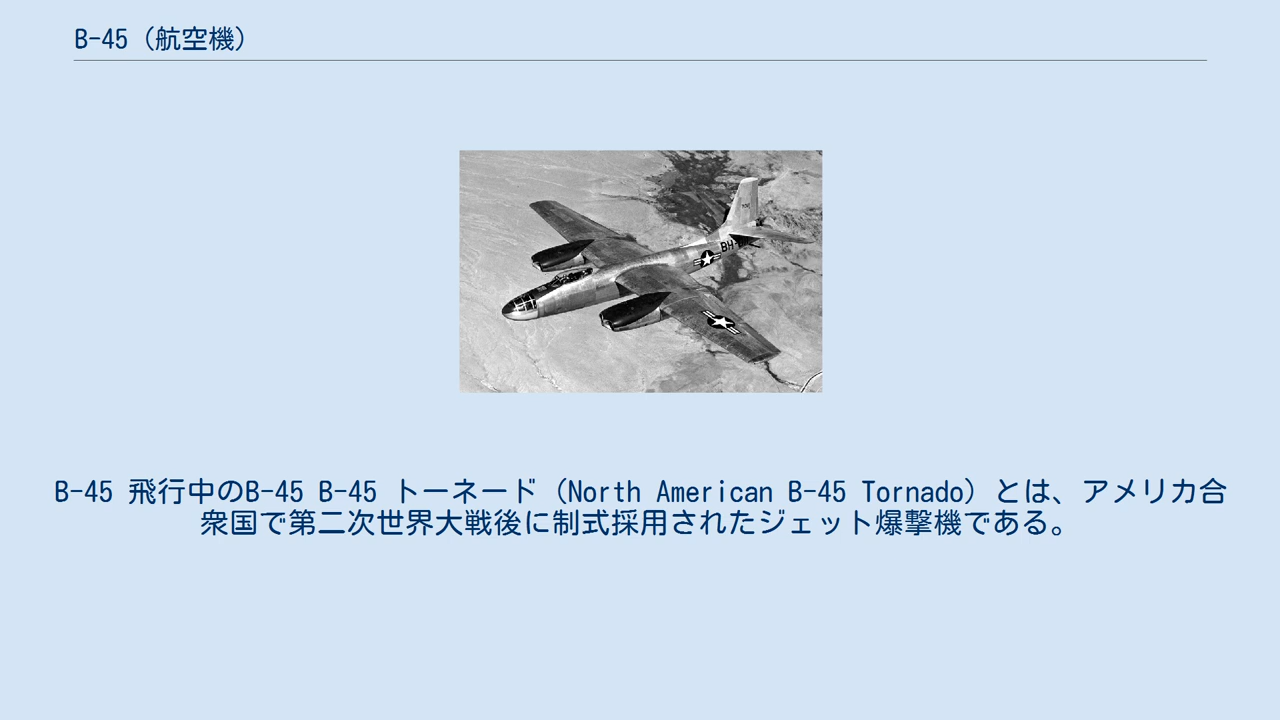 B-45（航空機）
BH-
B-45 飛行中のB-45 B-45 トーネード（North American B-45 Tornado）とは、アメリカ合
衆国で第二次世界大戦後に制式採用されたジェット爆撃機である。